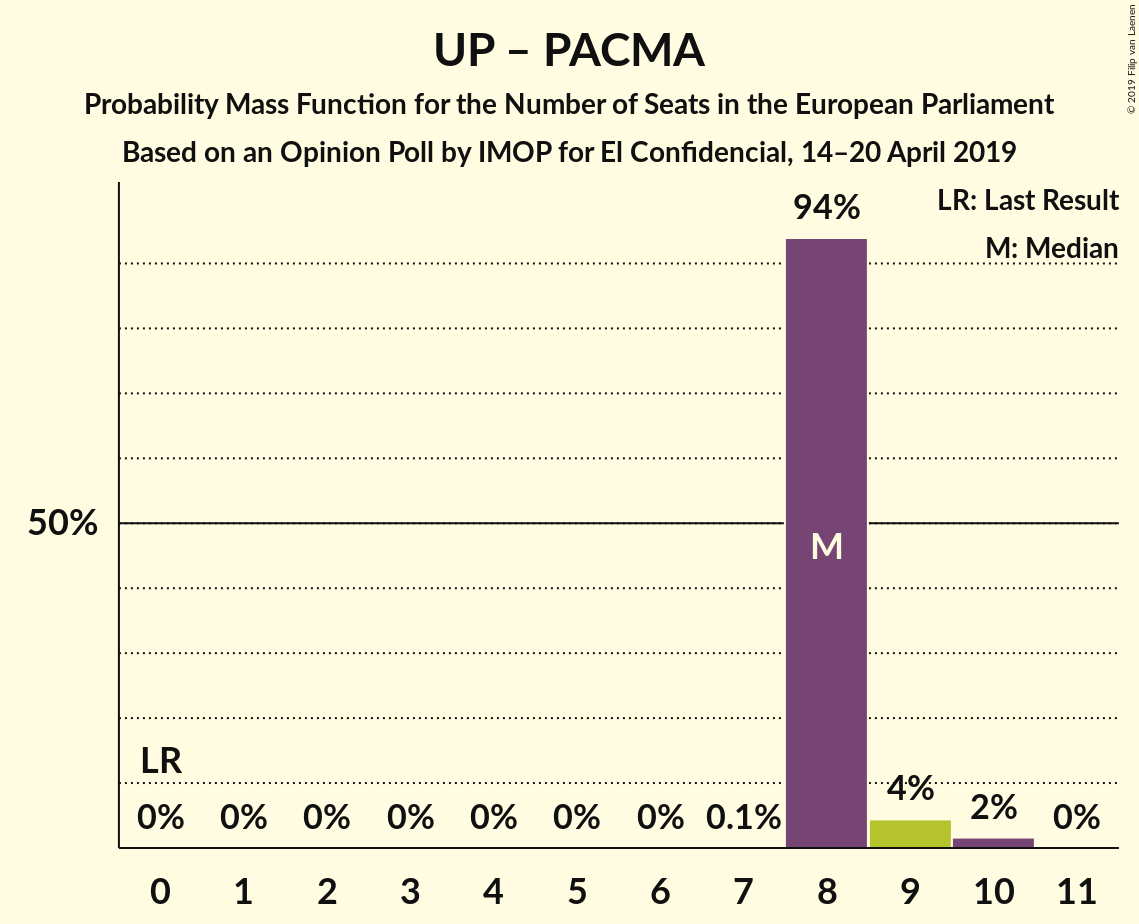 UP – PACMA
Probability Mass Function for the Number of Seats in the European Parliament
Based on an Opinion Poll by IMOP for El Confidencial, 14–20 April 2019
© 2019 Filip van Laenen
LR: Last Result
M: Median
94%
50%
M
LR
0% 0% 0% 0% 0% 0% 0% 0.1% 4% 2% 0%
0 1 2 3 4 5 6 7 8 9 10 11